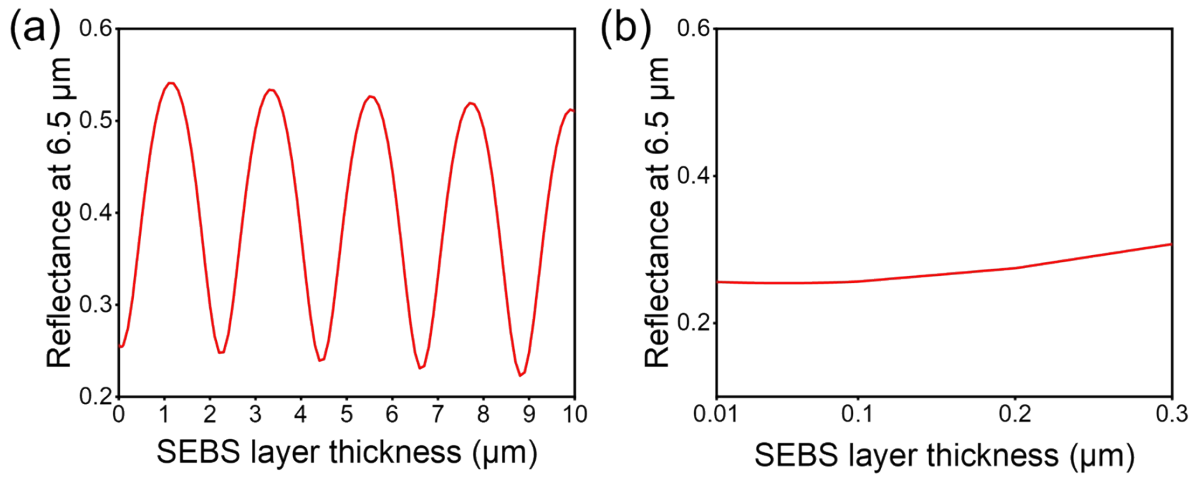 (a)
Reflectance at 6.5 μm
0.6
0.5
0.4
0.3
0.2
0 1 2 3 4 5 6 7 8 9 10
SEBS layer thickness (μm)
(b)
Reflectance at 6.5 μm
0.6
0.4
0.2
0.01 0.1 0.2 0.3
SEBS layer thickness (μm)